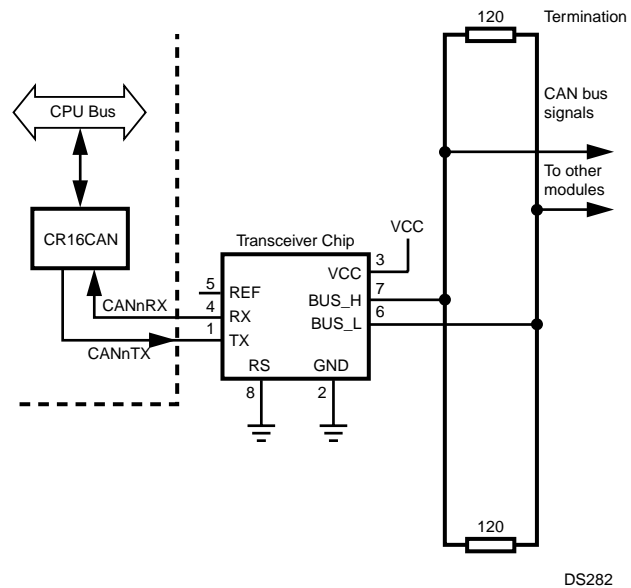 120
Termination
CPU Bus
CAN bus
signals
To other
modules
CR16CAN
Transceiver Chip
VCC
3
VCC
5
REF
7
BUS_H
CANnRX
4
RX
6
BUS_L
1
TX
CANnTX
RS
GND
8
2
120
DS282